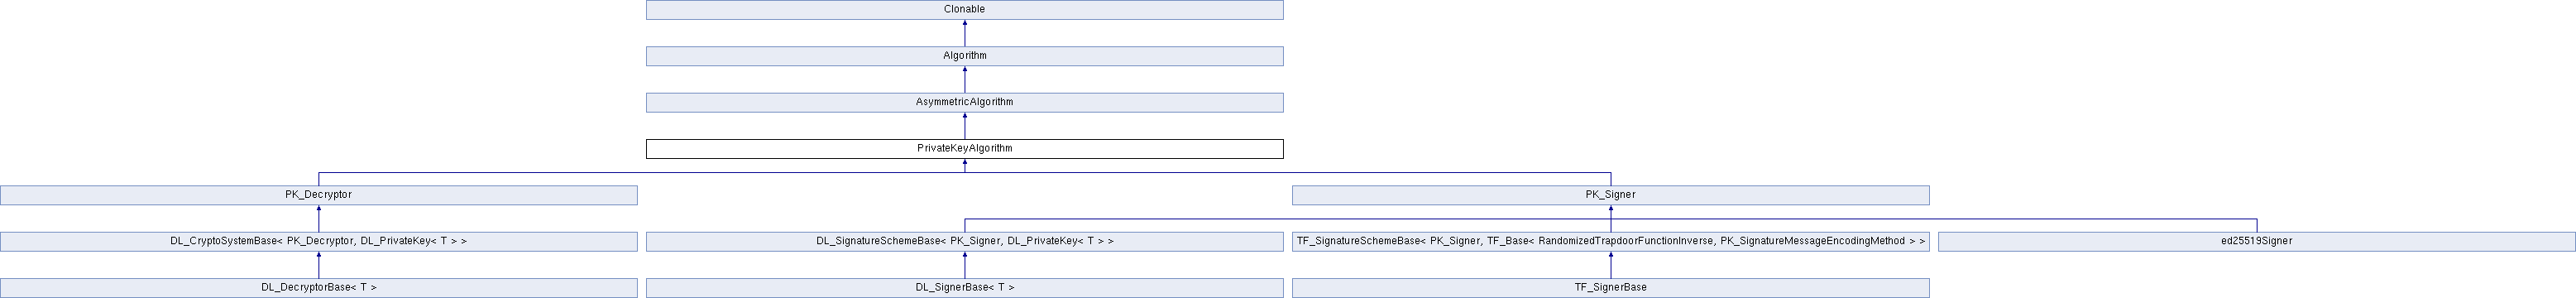 Clonable
Algorithm
AsymmetricAlgorithm
PrivateKeyAlgorithm
PK_Decryptor
PK_Signer
DL_CryptoSystemBase< PK_Decryptor, DL_PrivateKey< T > >
DL_SignatureSchemeBase< PK_Signer, DL_PrivateKey< T > >
TF_SignatureSchemeBase< PK_Signer, TF_Base< RandomizedTrapdoorFunctionInverse, PK_SignatureMessageEncodingMethod > >
ed25519Signer
DL_DecryptorBase< T >
DL_SignerBase< T >
TF_SignerBase